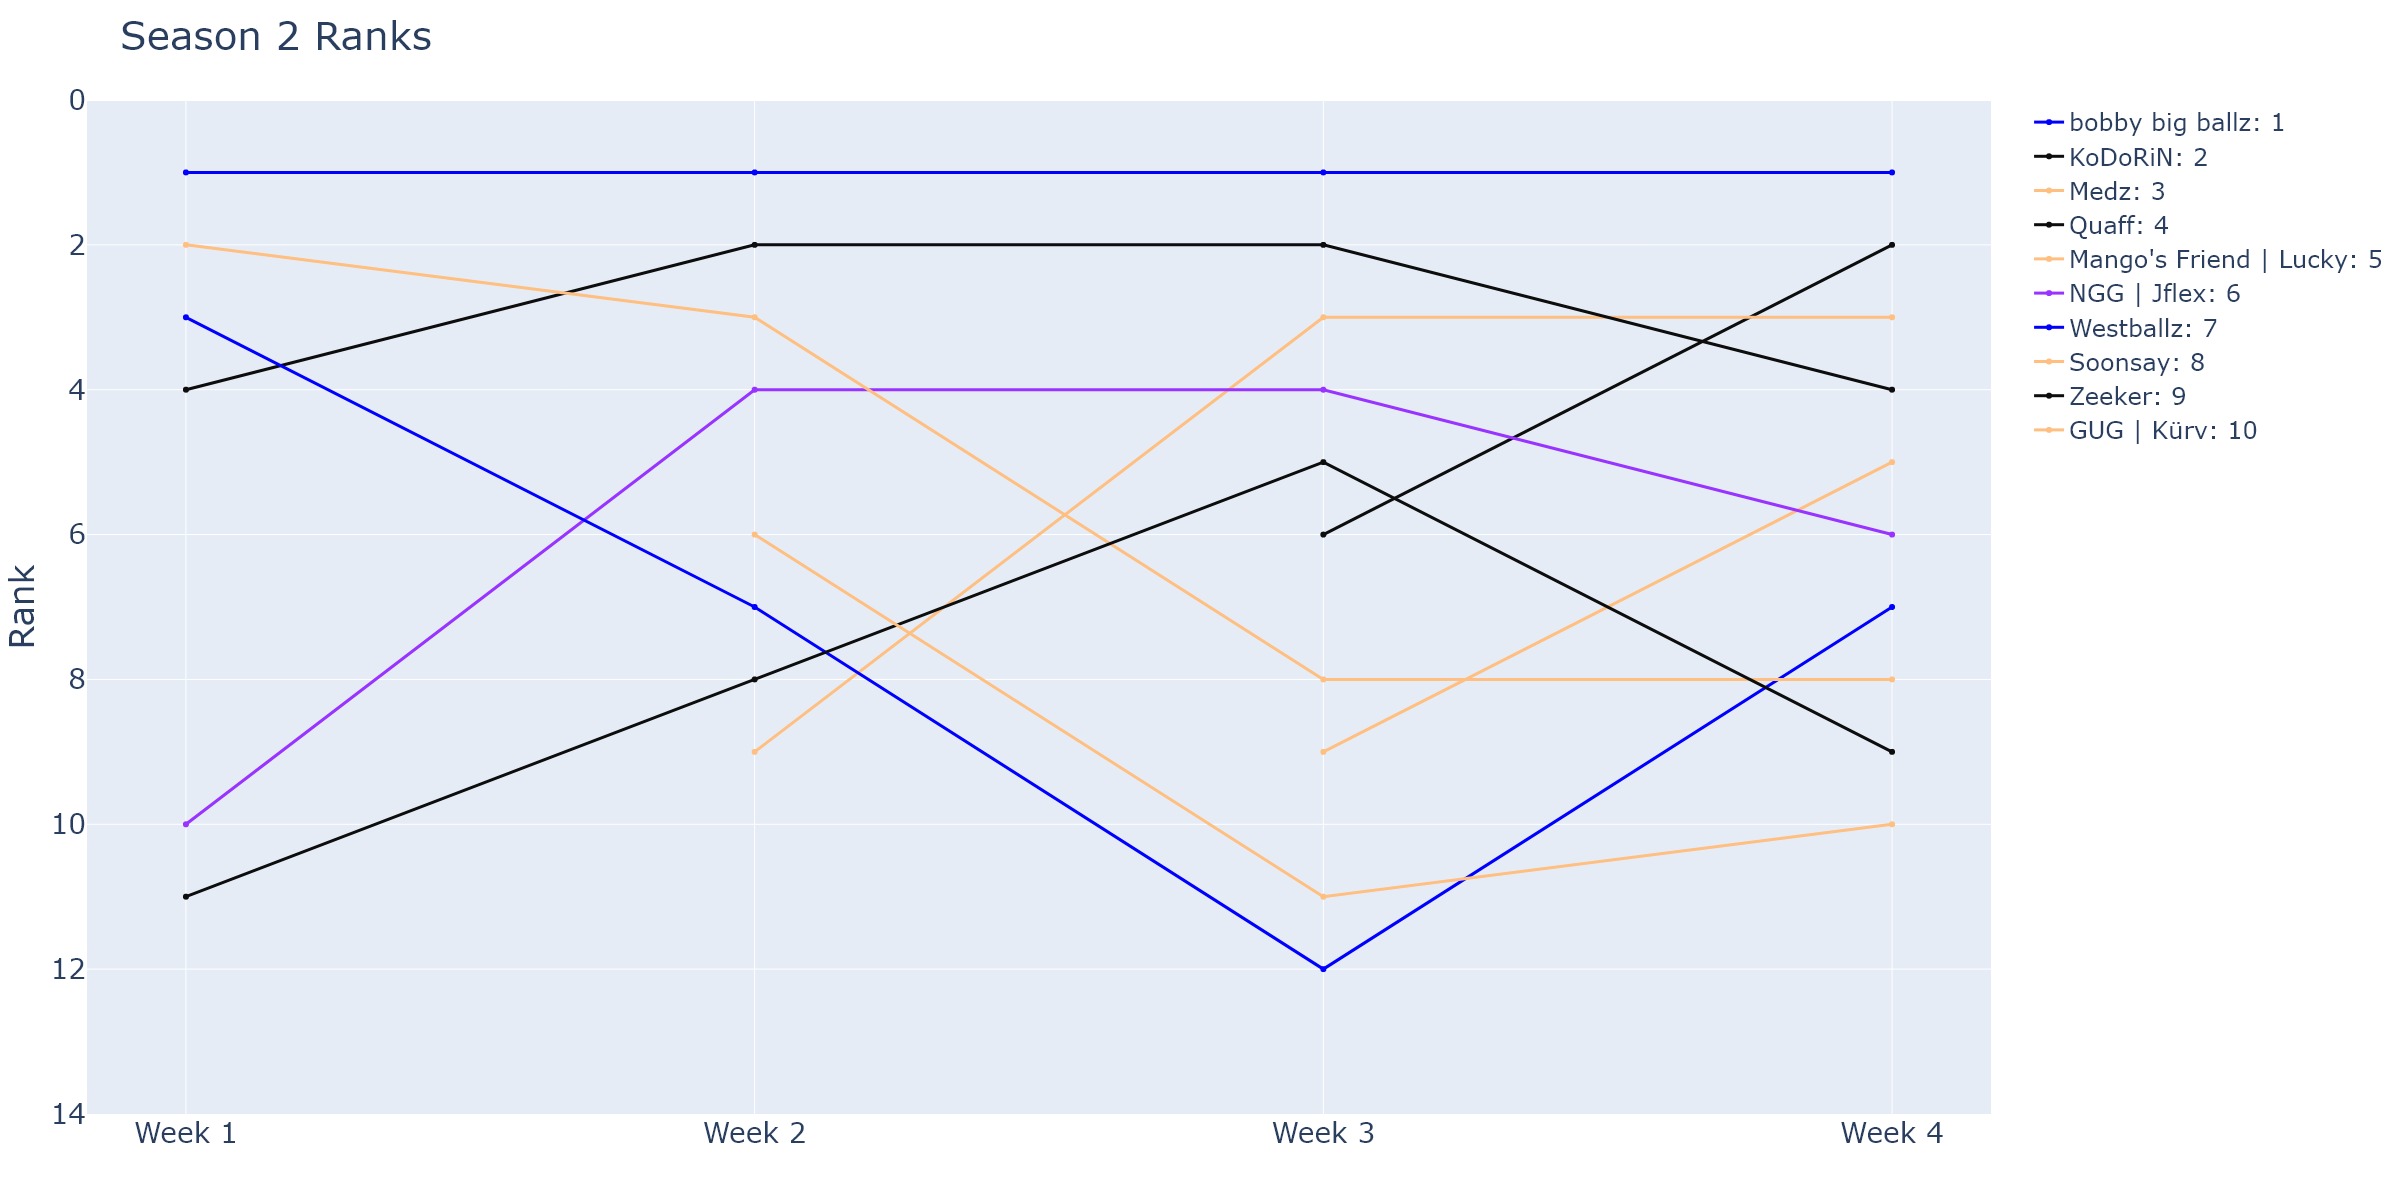 Season 2 Ranks
Rank
0
2
4
6
8
10
12
14
Week 1
Week 2
Week 3
Week 4
bobby big ballz: 1
KoDoRiN: 2
Medz: 3
Quaff: 4
Mango's Friend | Lucky: 5
NGG | Jflex: 6
Westballz: 7
Soonsay: 8
Zeeker: 9
GUG | Kürv: 10